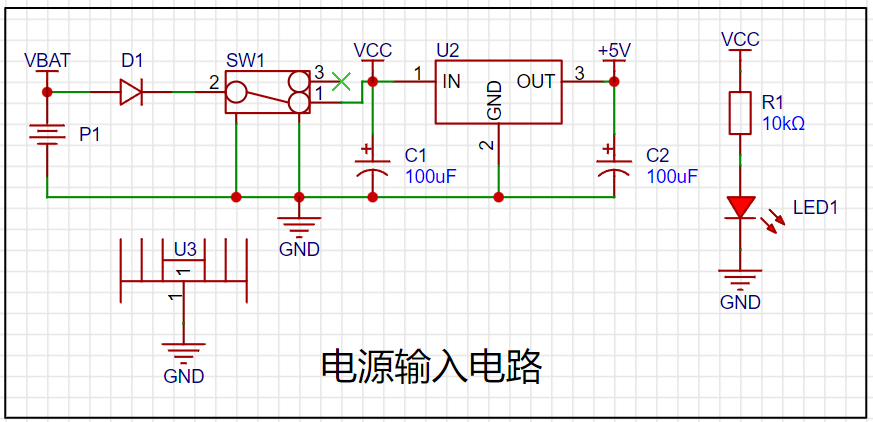 VBAT
D1
SW1
VCC
U2
+5V
VCC
2
3
1
1
IN
GND
OUT
3
P1
2
C1
100uF
C2
100uF
R1
10kΩ
LED1
GND
GND
U3
1
1
GND
电源输入电路